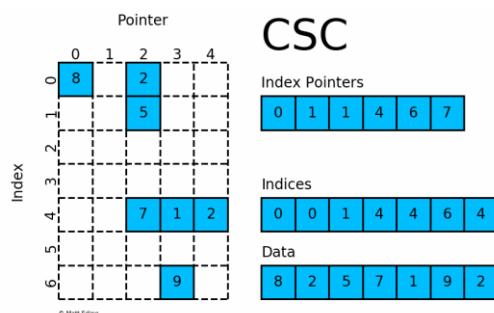 Pointer
0 1 2 3 4
Index
0 8 2
1 5
2
3
4 7 1 2
5
6 9
CSC
Index Pointers
0 1 1 4 6 7
Indices
0 0 1 4 4 6 4
Data
8 2 5 7 1 9 2